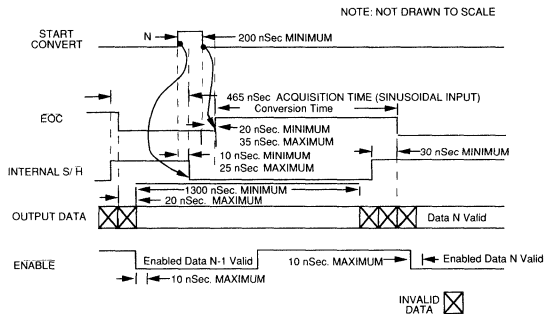 NOTE: NOT DRAWN TO SCALE
START
CONVERT
N
200 nSec MINIMUM
465 nSec ACQUISITION TIME (SINUSOIDAL INPUT)
Conversion Time
EOC
20 nSEC. MINIMUM
35 nSEC. MAXIMUM
10 nSEC. MINIMUM
25 nSEC. MAXIMUM
30 nSec MINIMUM
INTERNAL S/H̅
1300 nSec. MINIMUM
20 nSEC. MAXIMUM
OUTPUT DATA
Data N Valid
E̅N̅A̅B̅L̅E̅
Enabled Data N-1 Valid
10 nSEC. MAXIMUM
Enabled Data N Valid
10 nSEC. MAXIMUM
INVALID
DATA